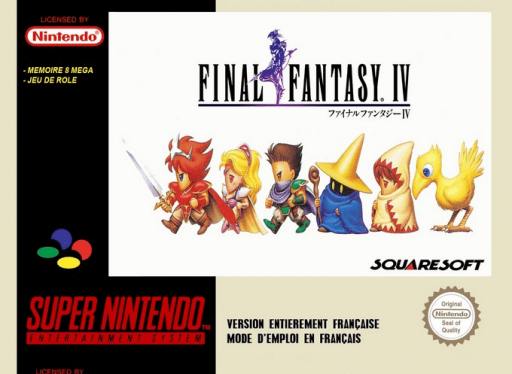 LICENSED BY
Nintendo®
- MEMOIRE 8 MEGA
- JEU DE ROLE
FINAL FANTASY® IV
ファイナルファンタジーIV
SQUARESOFT
SUPER NINTENDO™
ENTERTAINMENT SYSTEM
VERSION ENTIEREMENT FRANÇAISE
MODE D'EMPLOI EN FRANÇAIS
Original
Nintendo
Seal of
Quality
LICENSED BY